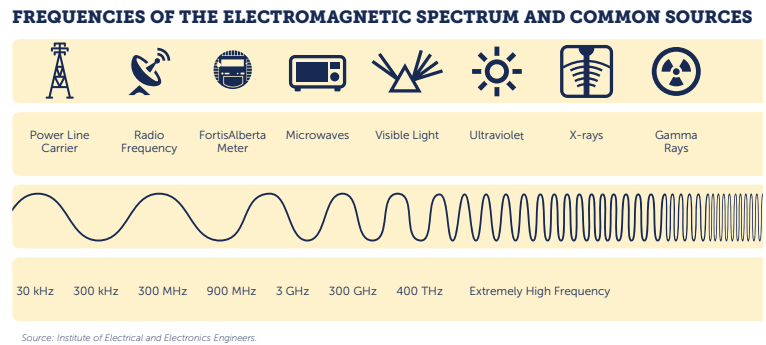 FREQUENCIES OF THE ELECTROMAGNETIC SPECTRUM AND COMMON SOURCES
Power Line Carrier
Radio Frequency
FortisAlberta Meter
Microwaves
Visible Light
Ultraviolet
X-rays
Gamma Rays
30 kHz
300 kHz
300 MHz
900 MHz
3 GHz
300 GHz
400 THz
Extremely High Frequency
Source: Institute of Electrical and Electronics Engineers.